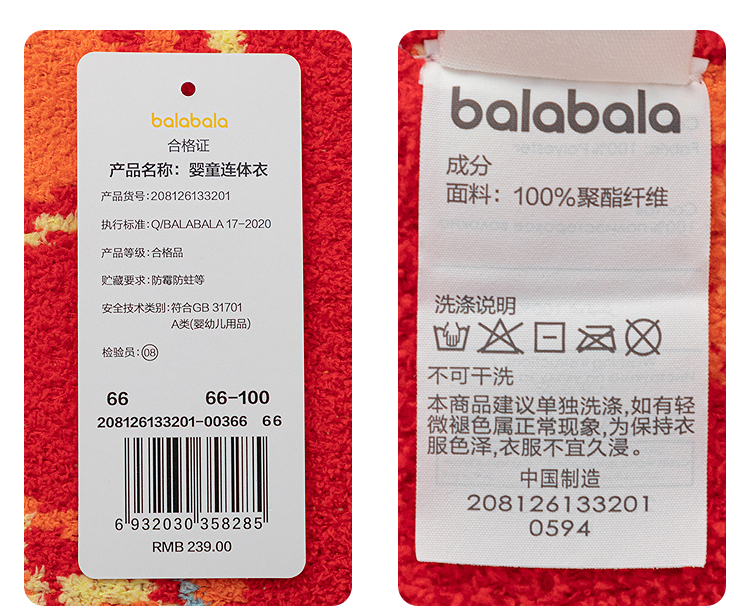 balabala
合格证
产品名称：婴童连体衣
产品货号:208126133201
执行标准:Q/BALABALA 17-2020
产品等级:合格品
贮藏要求:防霉防蛀等
安全技术类别:符合GB 31701
A类(婴幼儿用品)
检验员:08
66 66-100
208126133201-00366 66
6 932030 358285
RMB 239.00
balabala
成分
面料：100%聚酯纤维
洗涤说明
不可干洗
本商品建议单独洗涤,如有轻
微褪色属正常现象,为保持衣
服色泽,衣服不宜久浸。
中国制造
208126133201
0594